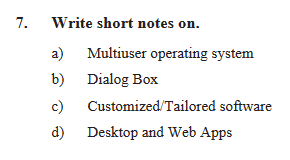 7. Write short notes on.
a) Multiuser operating system
b) Dialog Box
c) Customized/Tailored software
d) Desktop and Web Apps